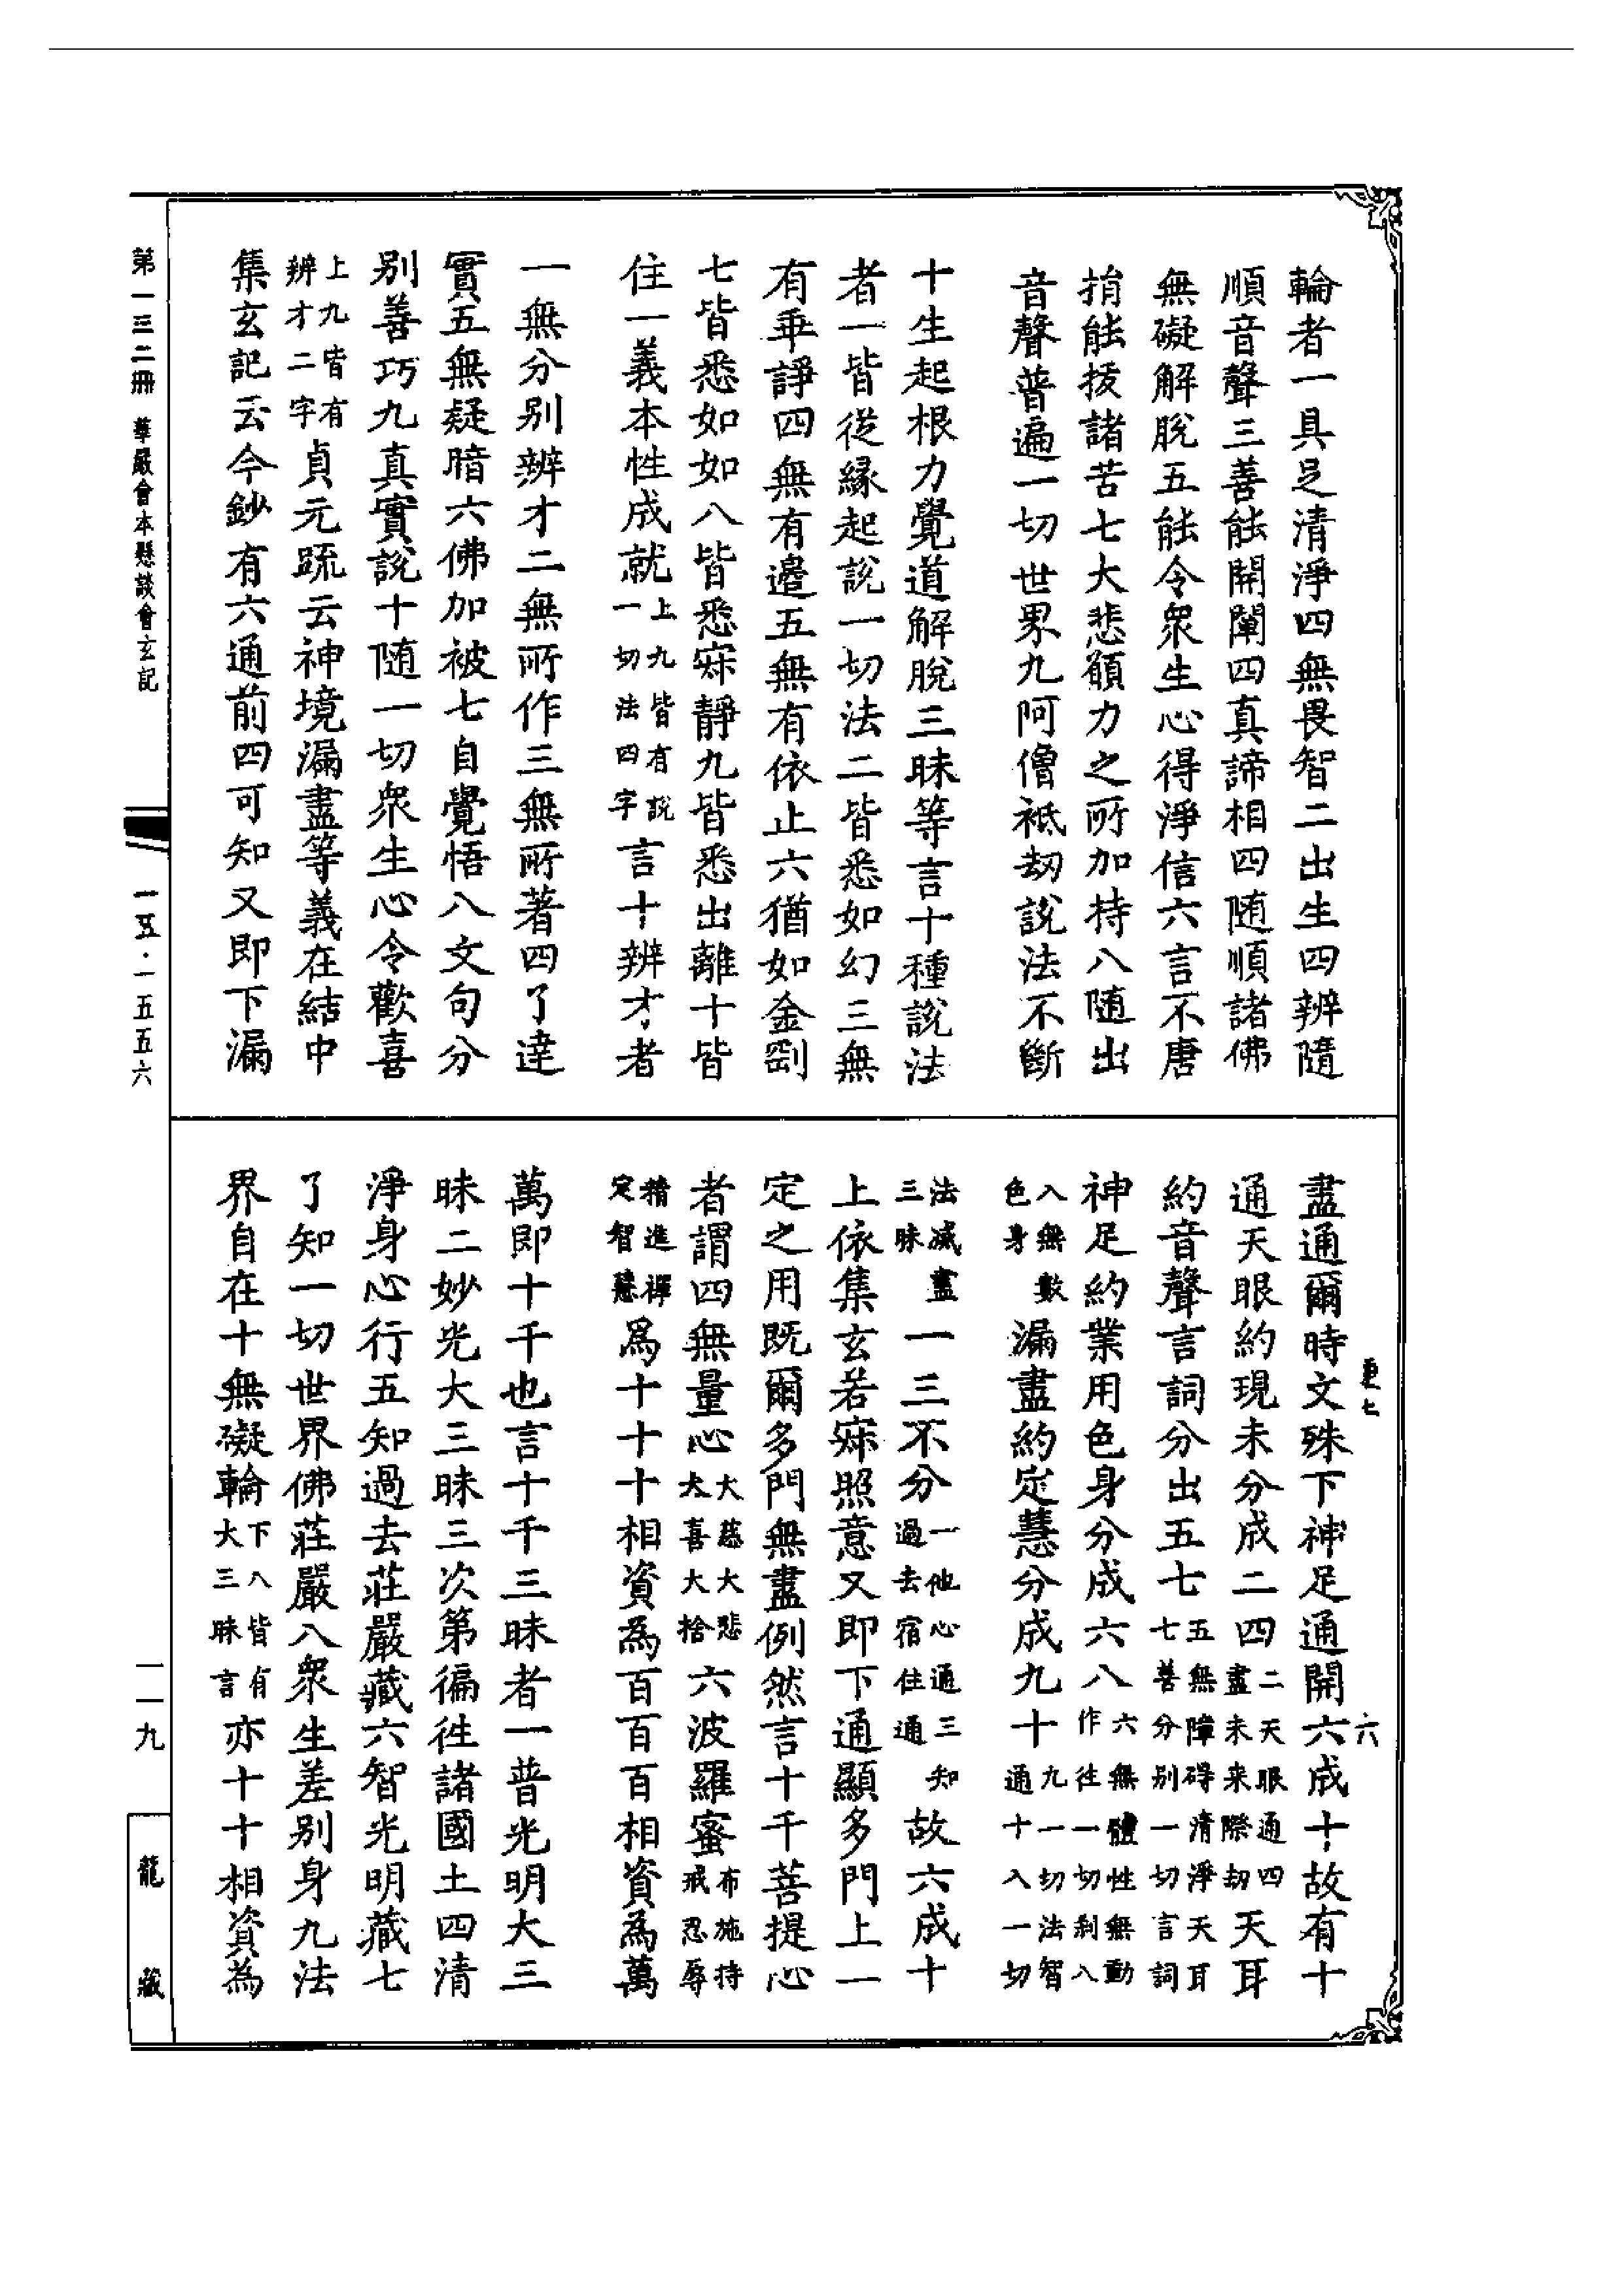 輪者一具足清淨四無畏智二出生四辨隨
順音聲三善能開闡四真諦相四随順諸佛
無礙解脫五能令衆生心得淨信六言不唐
捐能拔諸苦七大悲願力之所加持八随出
音聲普遍一切世界九阿僧祇劫說法不斷
十生起根力覺道解脫三昧等言十種說法
者一皆從緣起說一切法二皆悉如幻三無
有乖諍四無有邊五無有依止六猶如金剛
七皆悉如如八皆悉寂靜九皆悉出離十皆
住一義本性成就上九皆有說一切法四字言十辨才者
一無分別辨才二無所作三無所著四了達
實五無疑暗六佛加被七自覺悟八文句分
別善巧九真實說十随一切衆生心令歡喜
上九皆有辨才二字貞元疏云神境漏盡等義在結中
集玄記云今鈔有六通前四可知又即下漏
盡通爾時文殊下神足通開六成十故有十
通天眼約現未分成二四二天眼通四盡未来際劫天耳
約音聲言詞分出五七五無障碍清淨天耳七善分別一切言詞
神足約業用色身分成六八六無體性無動作往一切剎八
八無數色身漏盡約定慧分成九十九一切法智通十入一切
法滅盡三昧一三不分一他心通三知過去宿住通故六成十
上依集玄若寂照意又即下通顯多門上一
定之用既爾多門無盡例然言十千菩提心
者謂四無量心大慈大悲大喜大捨六波羅蜜布施持戒忍辱
精進禪定智慧爲十十十相資為百百百相資為萬
萬即十千也言十千三昧者一普光明大三
昧二妙光大三昧三次第徧往諸國土四清
淨身心行五知過去莊嚴藏六智光明藏七
了知一切世界佛莊嚴八衆生差別身九法
界自在十無礙輪下八皆有大三昧言亦十十相資為
更七
六
第一三二冊 華嚴會本懸談會玄記
一五·一五五六
一一九
龍藏